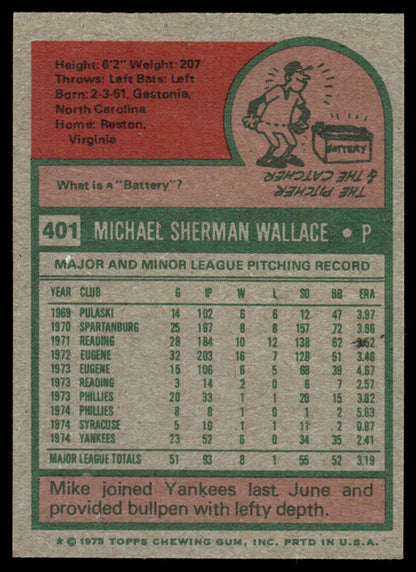 Height: 6'2" Weight: 207
Throws: Left Bats: Left
Born: 2-3-51, Gastonia,
North Carolina
Home: Reston,
Virginia
BATTERY
What is a "Battery"?
THE PITCHER
& THE CATCHER
401 MICHAEL SHERMAN WALLACE • P
MAJOR AND MINOR LEAGUE PITCHING RECORD
YEAR CLUB G IP W L SO BB ERA
1969 PULASKI 14 102 6 6 12 47 3.97
1970 SPARTANBURG 25 167 8 8 157 72 3.66
1971 READING 28 184 10 12 138 62 3.52
1972 EUGENE 32 203 16 7 128 51 3.46
1973 EUGENE 15 106 6 5 68 39 4.67
1973 READING 3 14 2 0 6 7 2.57
1973 PHILLIES 20 33 1 1 20 15 3.82
1974 PHILLIES 8 8 1 0 1 2 5.63
1974 SYRACUSE 5 10 0 1 11 2 0.87
1974 YANKEES 23 52 6 0 34 35 2.41
MAJOR LEAGUE TOTALS 51 93 8 1 55 52 3.19
Mike joined Yankees last June and
provided bullpen with lefty depth.
★ © 1975 TOPPS CHEWING GUM, INC. PRTD IN U.S.A.